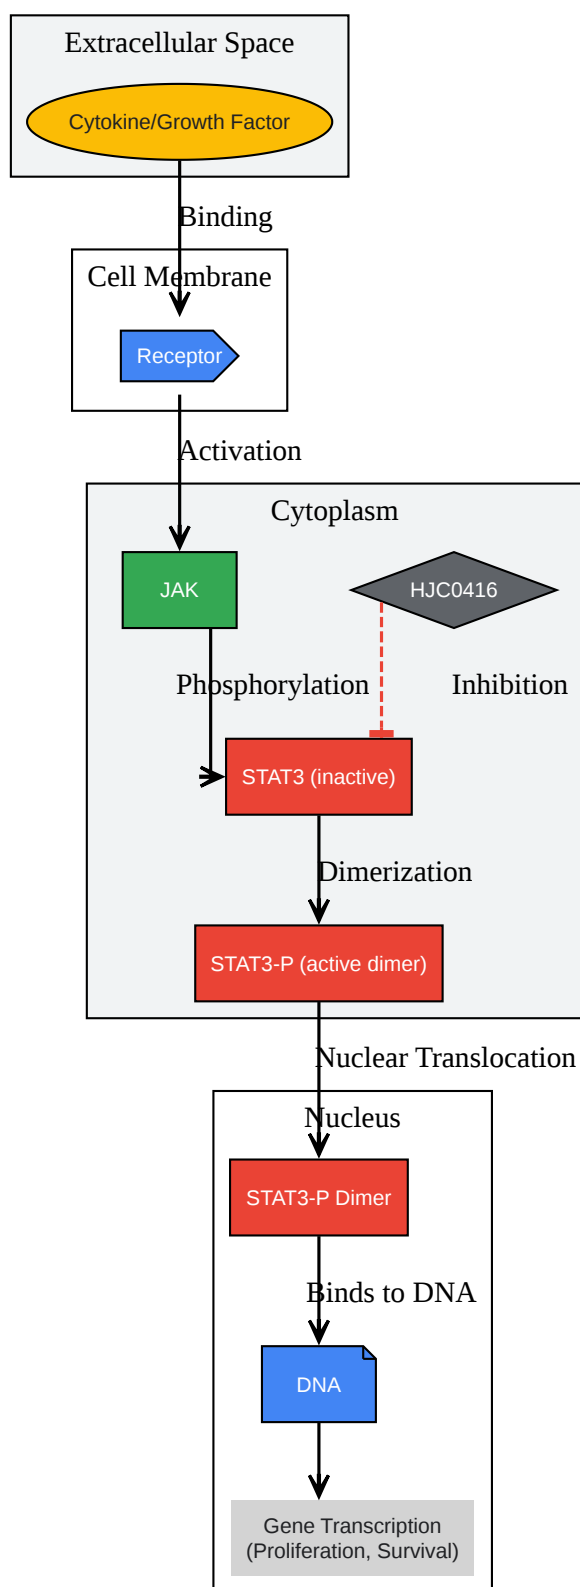 Extracellular Space
Cytokine/Growth Factor
Binding
Cell Membrane
Receptor
Activation
Cytoplasm
JAK
HJC0416
Phosphorylation
Inhibition
STAT3 (inactive)
Dimerization
STAT3-P (active dimer)
Nuclear Translocation
Nucleus
STAT3-P Dimer
Binds to DNA
DNA
Gene Transcription
(Proliferation, Survival)